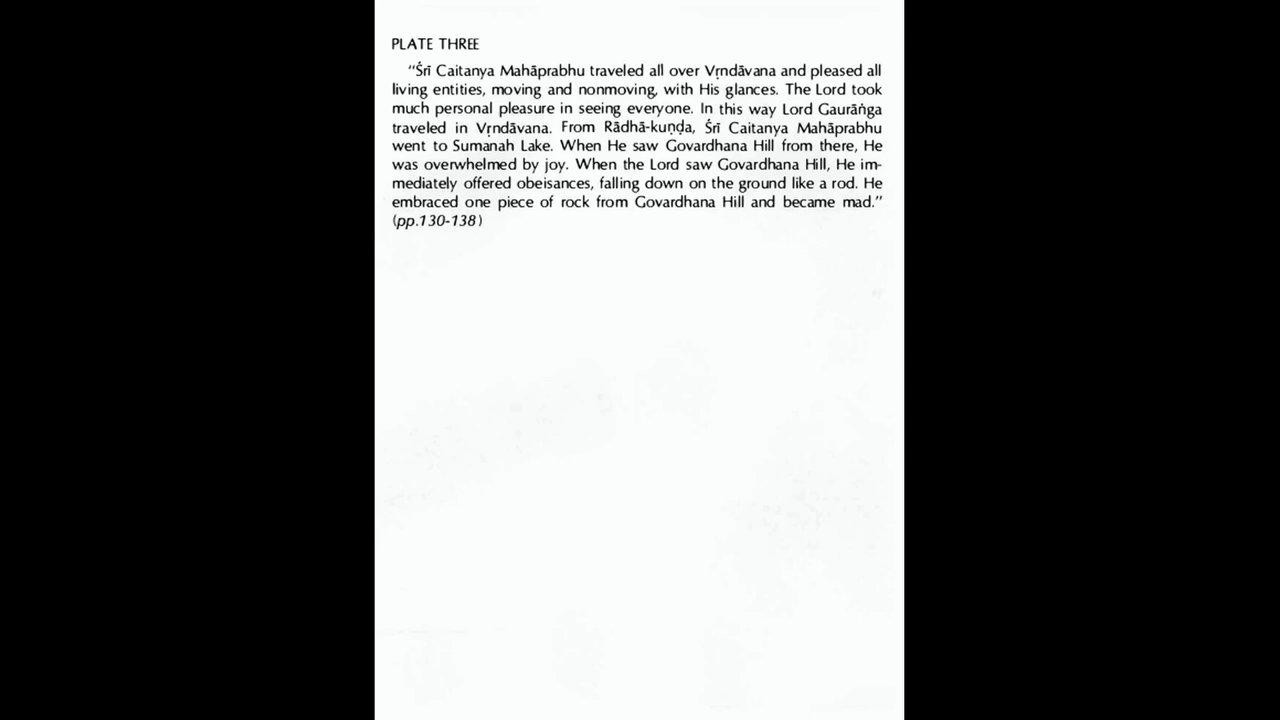 PLATE THREE
“Śrī Caitanya Mahāprabhu traveled all over Vṛndāvana and pleased all
living entities, moving and nonmoving, with His glances. The Lord took
much personal pleasure in seeing everyone. In this way Lord Gaurāṅga
traveled in Vṛndāvana. From Rādhā-kuṇḍa, Śrī Caitanya Mahāprabhu
went to Sumanah Lake. When He saw Govardhana Hill from there, He
was overwhelmed by joy. When the Lord saw Govardhana Hill, He im-
mediately offered obeisances, falling down on the ground like a rod. He
embraced one piece of rock from Govardhana Hill and became mad.”
(pp.130-138)